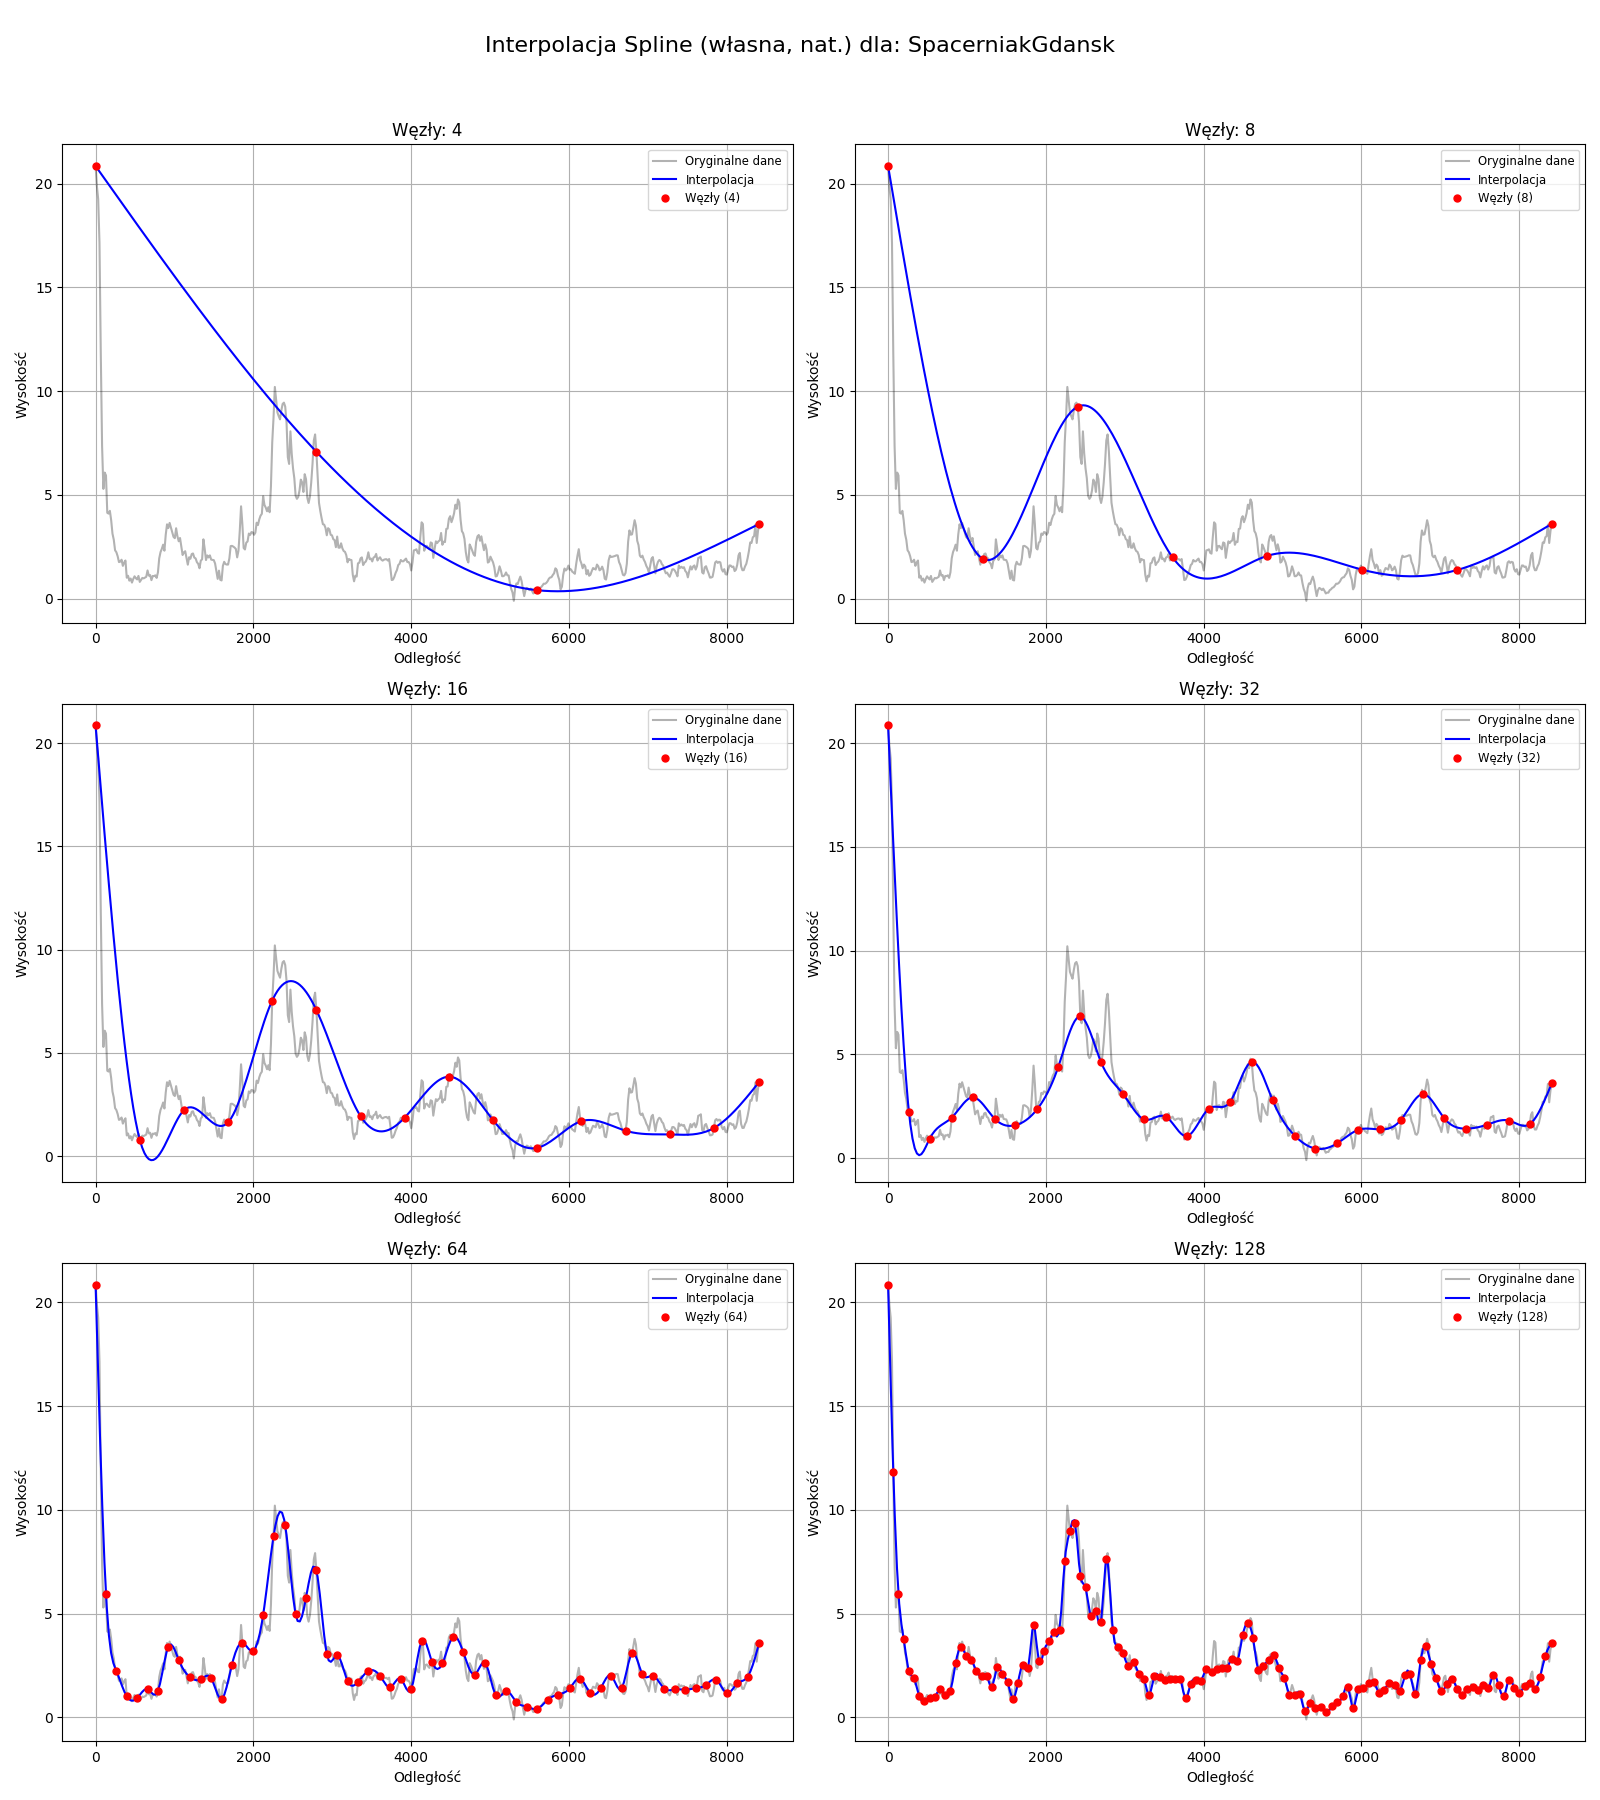 Interpolacja Spline (własna, nat.) dla: SpacerniakGdansk
Węzły: 4
Wysokość
20
15
10
5
0
Oryginalne dane
Interpolacja
Węzły (4)
0 2000 4000 6000 8000
Odległość
Węzły: 8
Wysokość
20
15
10
5
0
Oryginalne dane
Interpolacja
Węzły (8)
0 2000 4000 6000 8000
Odległość
Węzły: 16
Wysokość
20
15
10
5
0
Oryginalne dane
Interpolacja
Węzły (16)
0 2000 4000 6000 8000
Odległość
Węzły: 32
Wysokość
20
15
10
5
0
Oryginalne dane
Interpolacja
Węzły (32)
0 2000 4000 6000 8000
Odległość
Węzły: 64
Wysokość
20
15
10
5
0
Oryginalne dane
Interpolacja
Węzły (64)
0 2000 4000 6000 8000
Odległość
Węzły: 128
Wysokość
20
15
10
5
0
Oryginalne dane
Interpolacja
Węzły (128)
0 2000 4000 6000 8000
Odległość